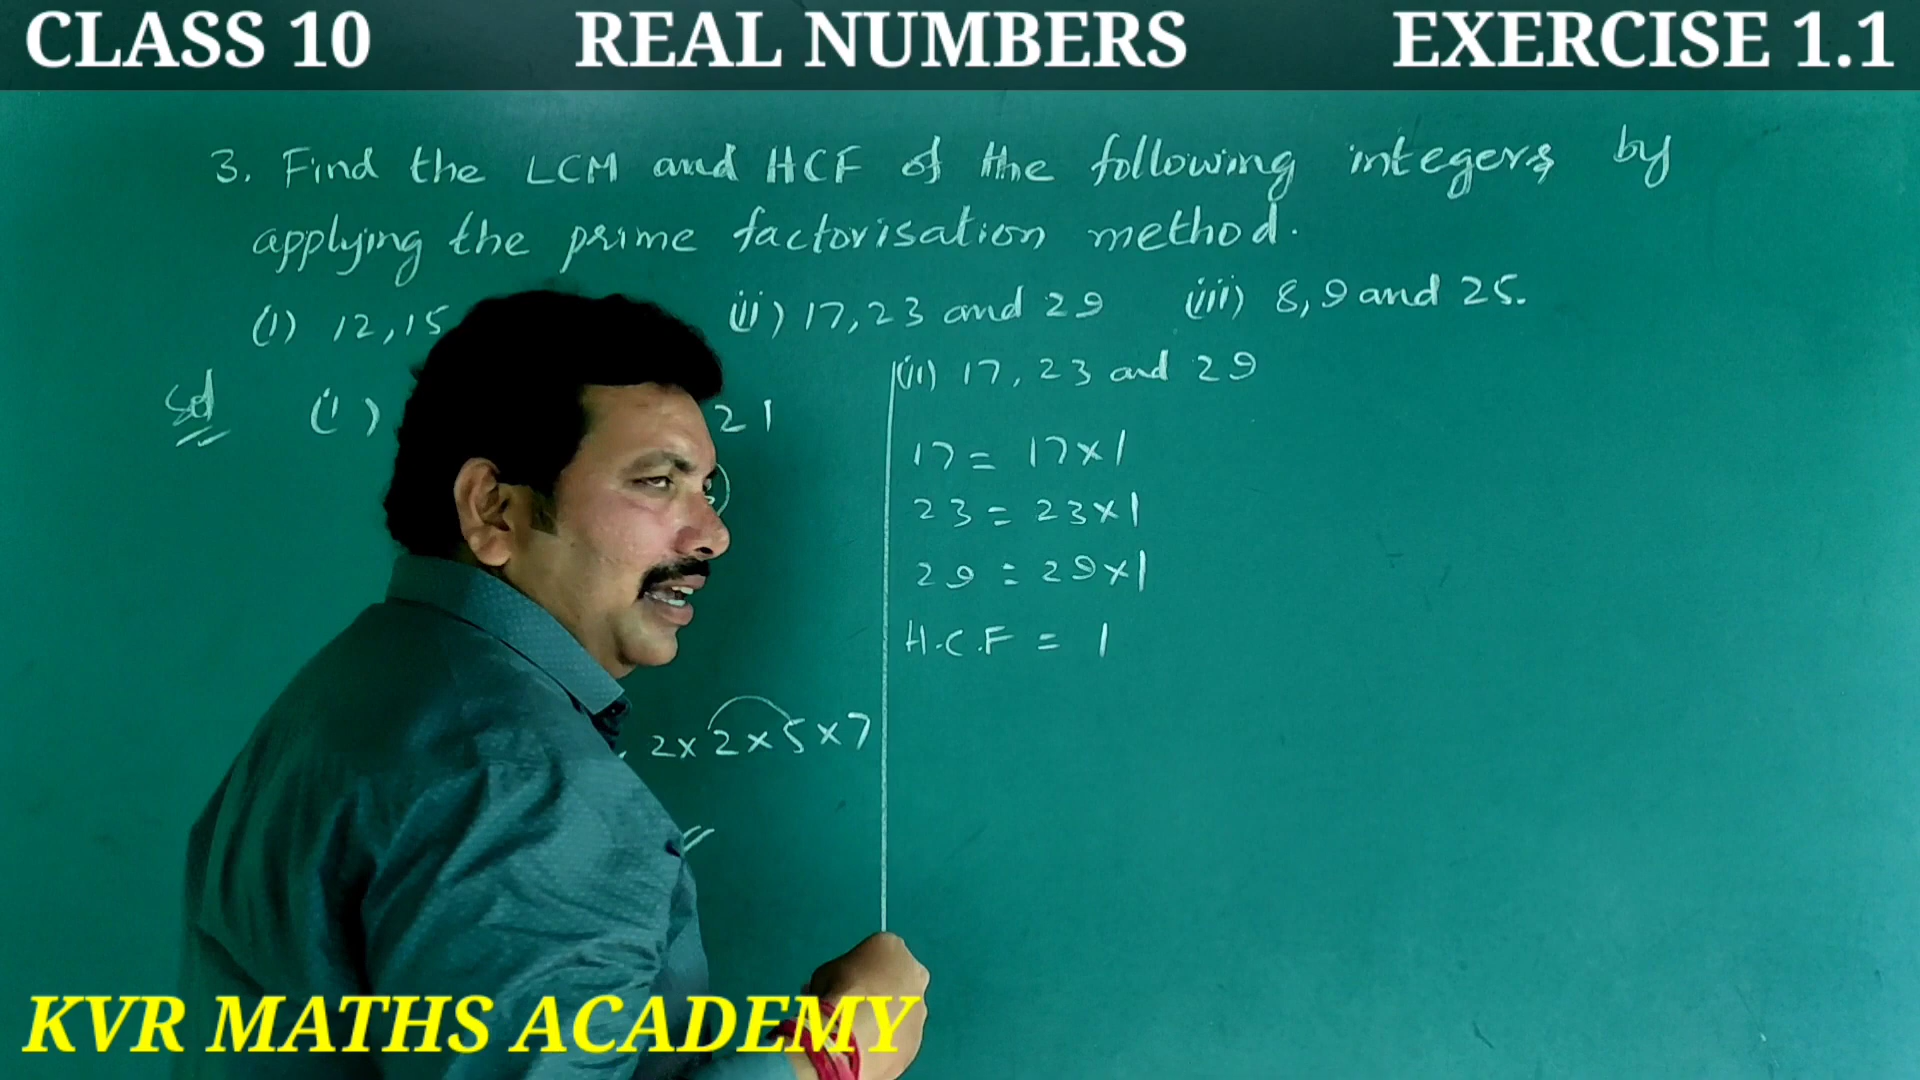 CLASS 10 REAL NUMBERS EXERCISE 1.1
3. Find the LCM and HCF of the following integers by
applying the prime factorisation method.
(i) 12, 15 (ii) 17, 23 and 29 (iii) 8, 9 and 25.
Sol (i) 21
(ii) 17, 23 and 29
17 = 17×1
23 = 23×1
29 = 29×1
H.C.F = 1
2×2×5×7
KVR MATHS ACADEMY